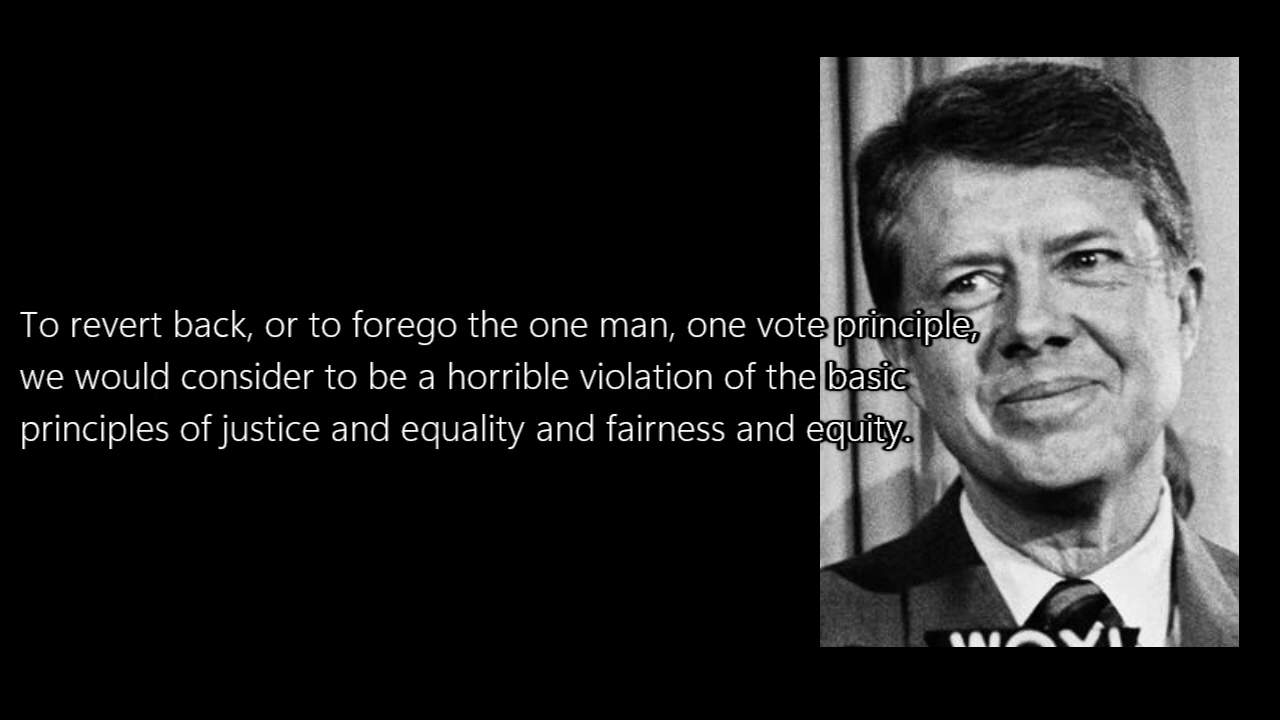 To revert back, or to forego the one man, one vote principle,
we would consider to be a horrible violation of the basic
principles of justice and equality and fairness and equity.